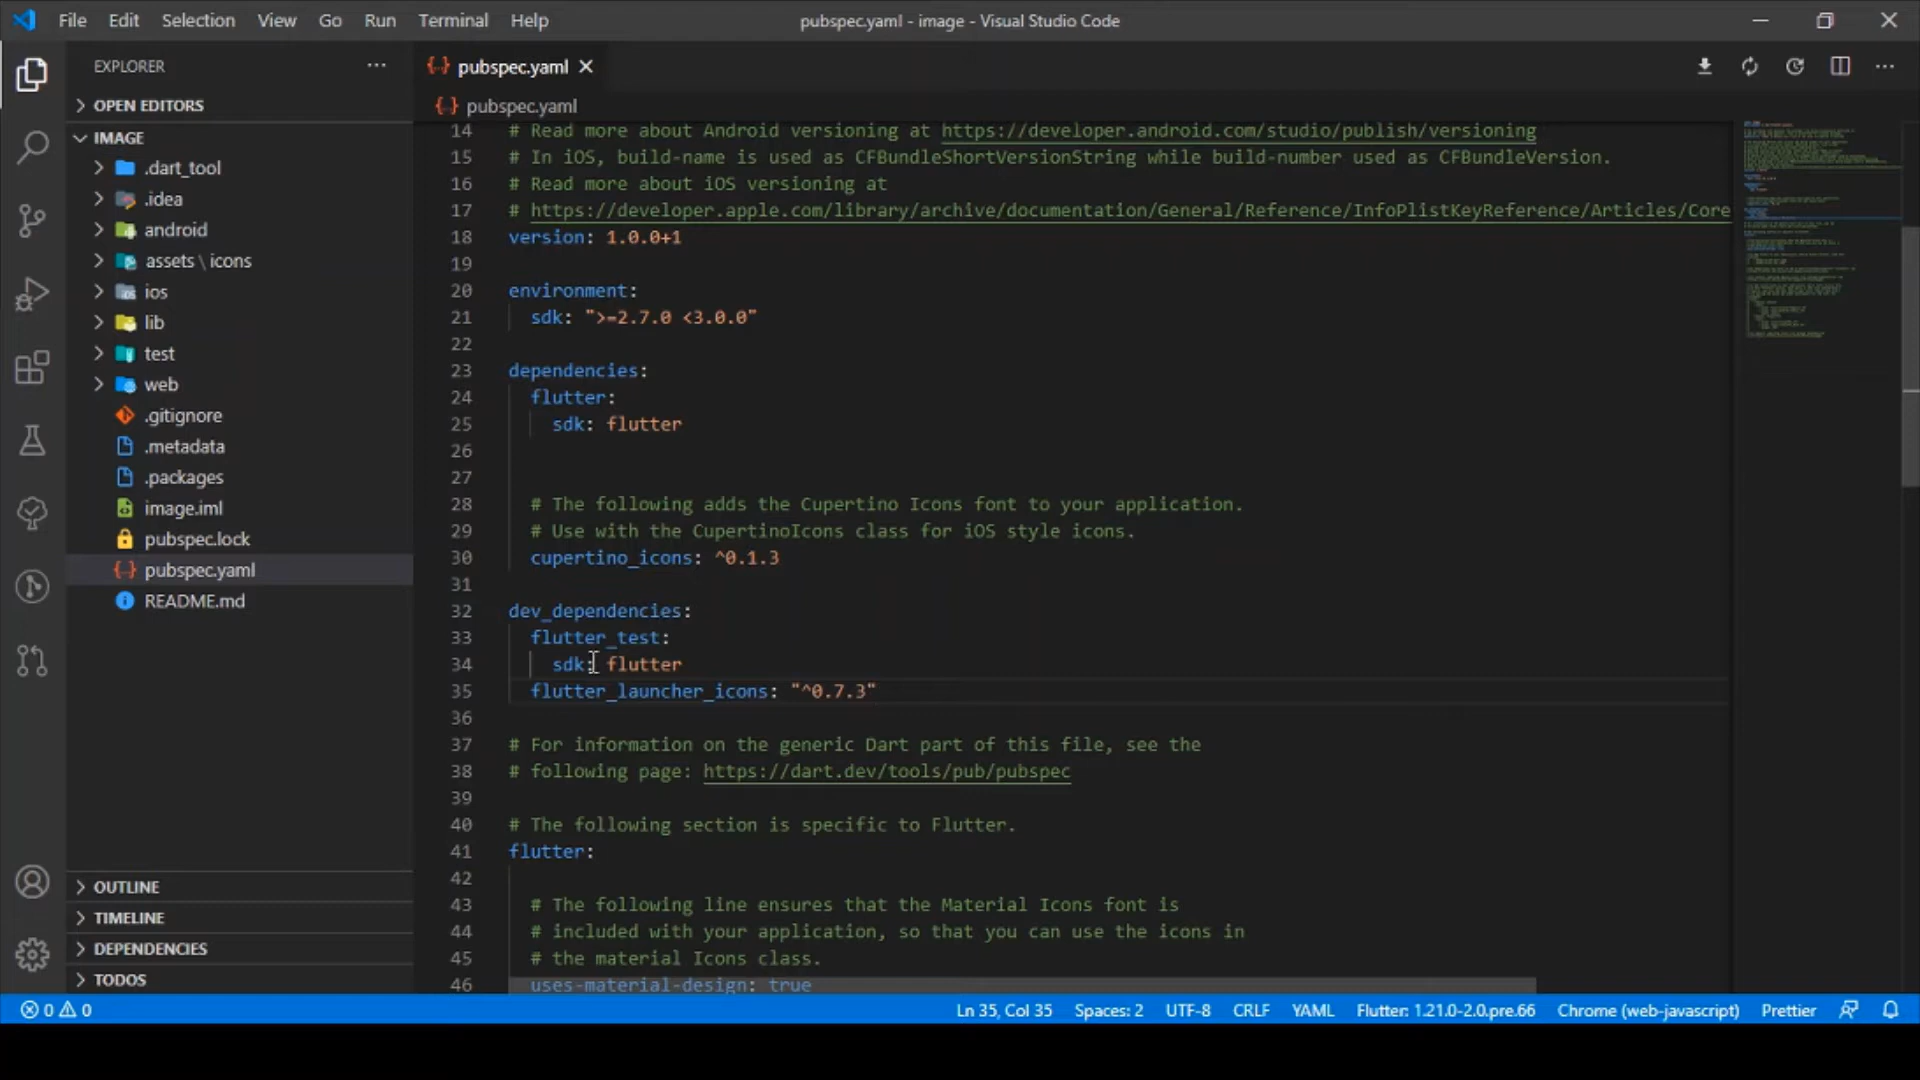 File Edit Selection View Go Run Terminal Help
pubspec.yaml - image - Visual Studio Code
EXPLORER
OPEN EDITORS
IMAGE
.dart_tool
.idea
android
assets \ icons
ios
lib
test
web
.gitignore
.metadata
.packages
image.iml
pubspec.lock
pubspec.yaml
README.md
OUTLINE
TIMELINE
DEPENDENCIES
TODOS
pubspec.yaml
pubspec.yaml
14 # Read more about Android versioning at https://developer.android.com/studio/publish/versioning
15 # In iOS, build-name is used as CFBundleShortVersionString while build-number used as CFBundleVersion.
16 # Read more about iOS versioning at
17 # https://developer.apple.com/library/archive/documentation/General/Reference/InfoPlistKeyReference/Articles/Core
18 version: 1.0.0+1
19
20 environment:
21 sdk: ">=2.7.0 <3.0.0"
22
23 dependencies:
24 flutter:
25 sdk: flutter
26
27
28 # The following adds the Cupertino Icons font to your application.
29 # Use with the CupertinoIcons class for iOS style icons.
30 cupertino_icons: ^0.1.3
31
32 dev_dependencies:
33 flutter_test:
34 sdk: flutter
35 flutter_launcher_icons: "^0.7.3"
36
37 # For information on the generic Dart part of this file, see the
38 # following page: https://dart.dev/tools/pub/pubspec
39
40 # The following section is specific to Flutter.
41 flutter:
42
43 # The following line ensures that the Material Icons font is
44 # included with your application, so that you can use the icons in
45 # the material Icons class.
46 uses-material-design: true
0 0 Ln 35, Col 35 Spaces: 2 UTF-8 CRLF YAML Flutter: 1.21.0-2.0.pre.66 Chrome (web-javascript) Prettier